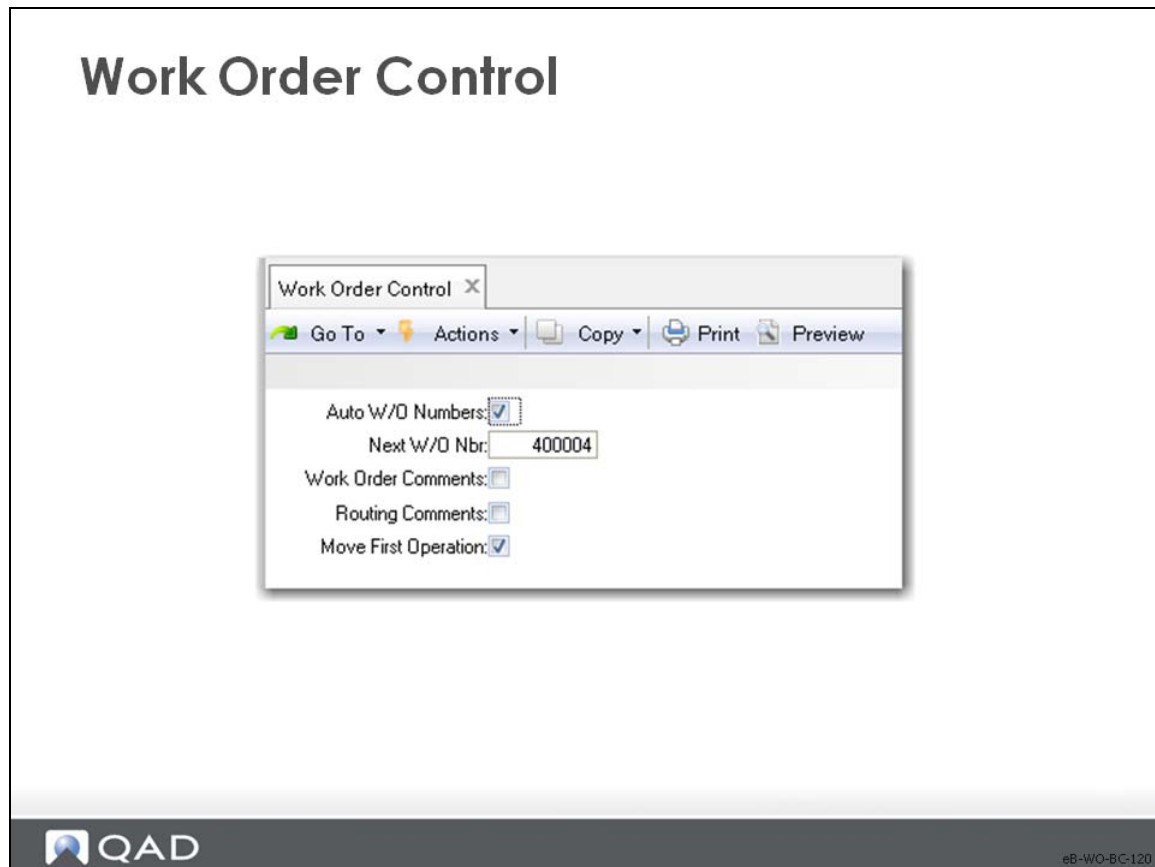 Work Order Control
Work Order Control
Go To Actions Copy Print Preview
Auto W/O Numbers:
Next W/O Nbr: 400004
Work Order Comments:
Routing Comments:
Move First Operation:
QAD
eB-WO-BC-120